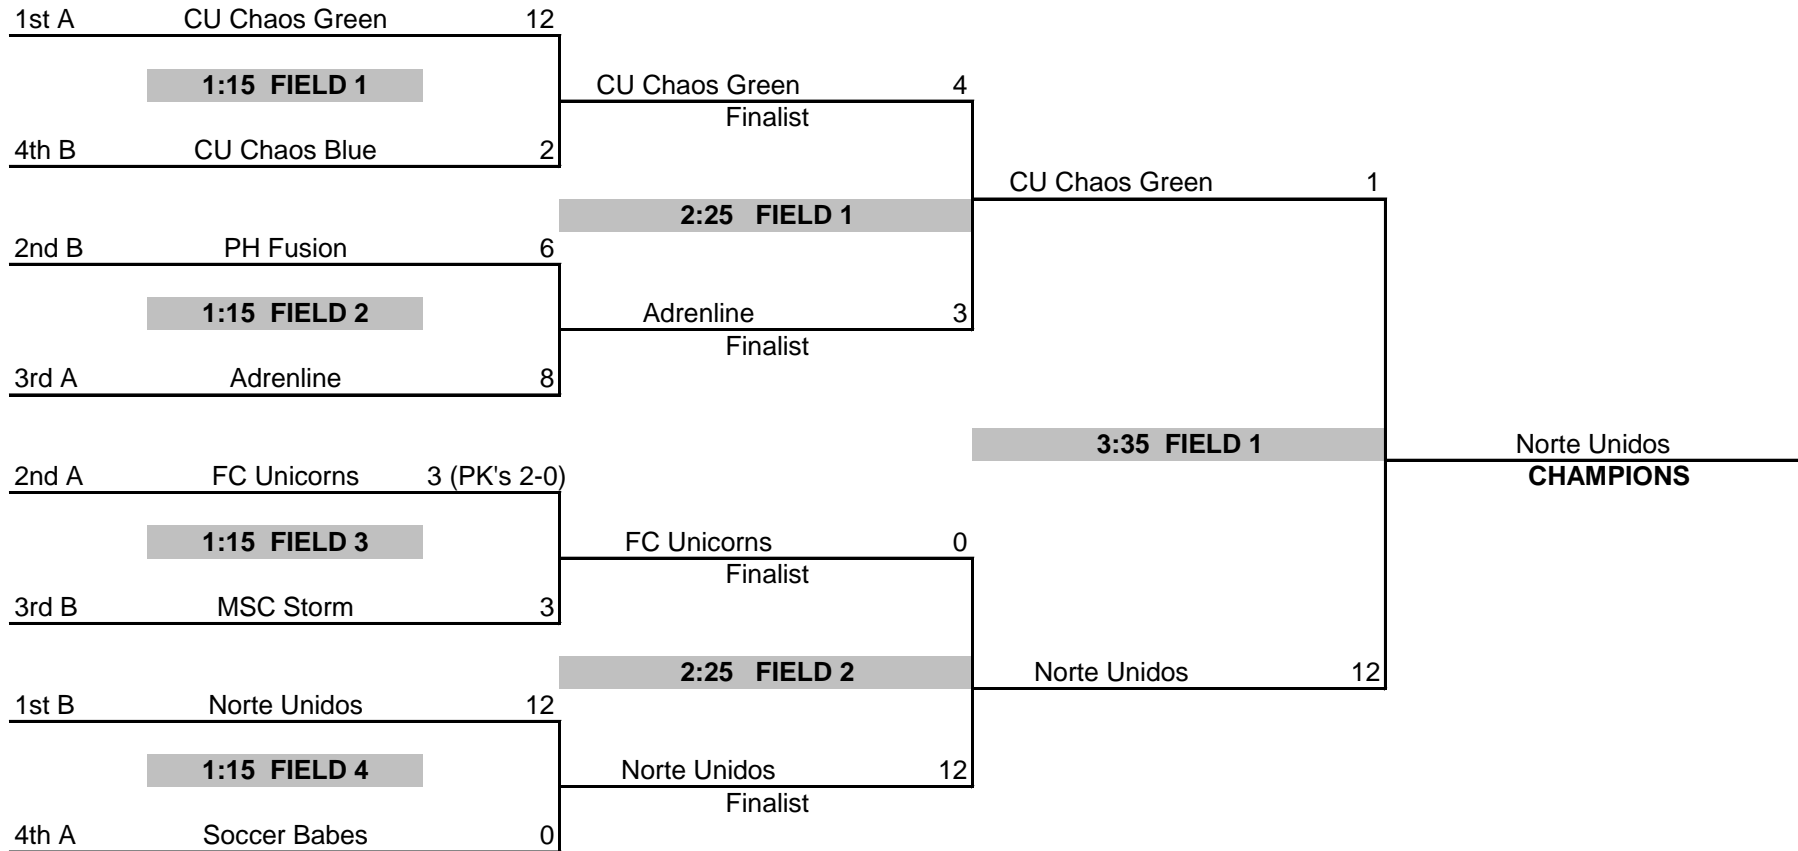 1st A CU Chaos Green 12
1:15 FIELD 1
CU Chaos Green 4
Finalist
4th B CU Chaos Blue 2
CU Chaos Green 1
2:25 FIELD 1
2nd B PH Fusion 6
1:15 FIELD 2
Adrenline 3
Finalist
3rd A Adrenline 8
3:35 FIELD 1
Norte Unidos
CHAMPIONS
2nd A FC Unicorns 3 (PK's 2-0)
1:15 FIELD 3
FC Unicorns 0
Finalist
3rd B MSC Storm 3
2:25 FIELD 2
Norte Unidos 12
1st B Norte Unidos 12
1:15 FIELD 4
Norte Unidos 12
Finalist
4th A Soccer Babes 0